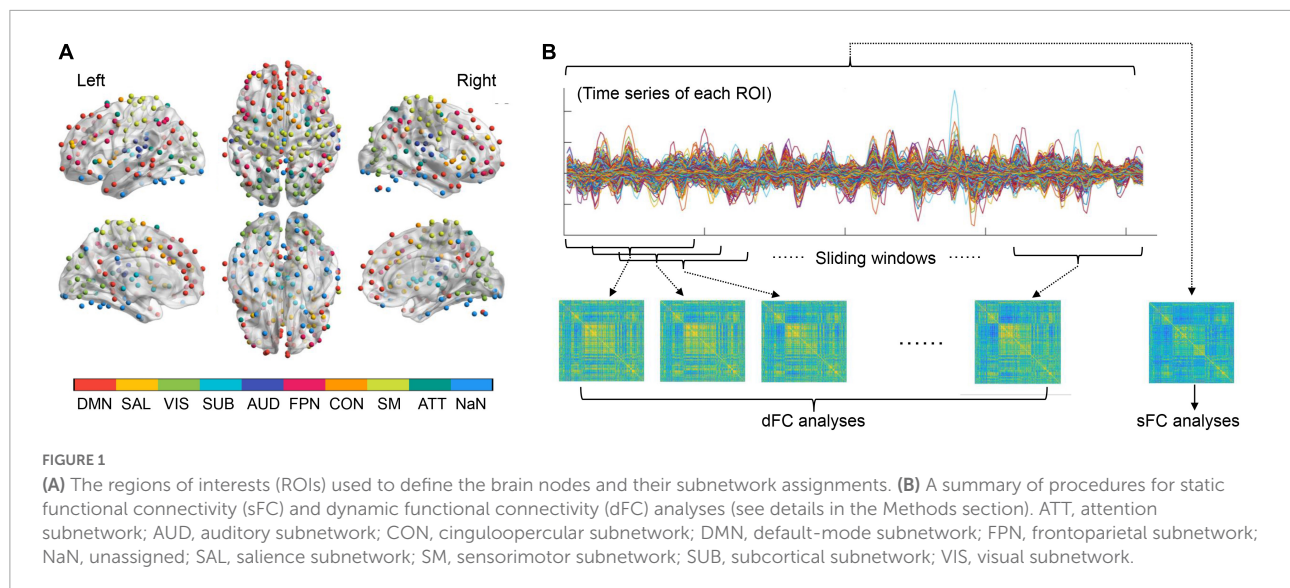 A
Left
Right
DMN SAL VIS SUB AUD FPN CON SM ATT NaN
B
(Time series of each ROI)
Sliding windows
dFC analyses
sFC analyses
FIGURE 1
(A) The regions of interests (ROIs) used to define the brain nodes and their subnetwork assignments. (B) A summary of procedures for static
functional connectivity (sFC) and dynamic functional connectivity (dFC) analyses (see details in the Methods section). ATT, attention
subnetwork; AUD, auditory subnetwork; CON, cinguloopercular subnetwork; DMN, default-mode subnetwork; FPN, frontoparietal subnetwork;
NaN, unassigned; SAL, salience subnetwork; SM, sensorimotor subnetwork; SUB, subcortical subnetwork; VIS, visual subnetwork.